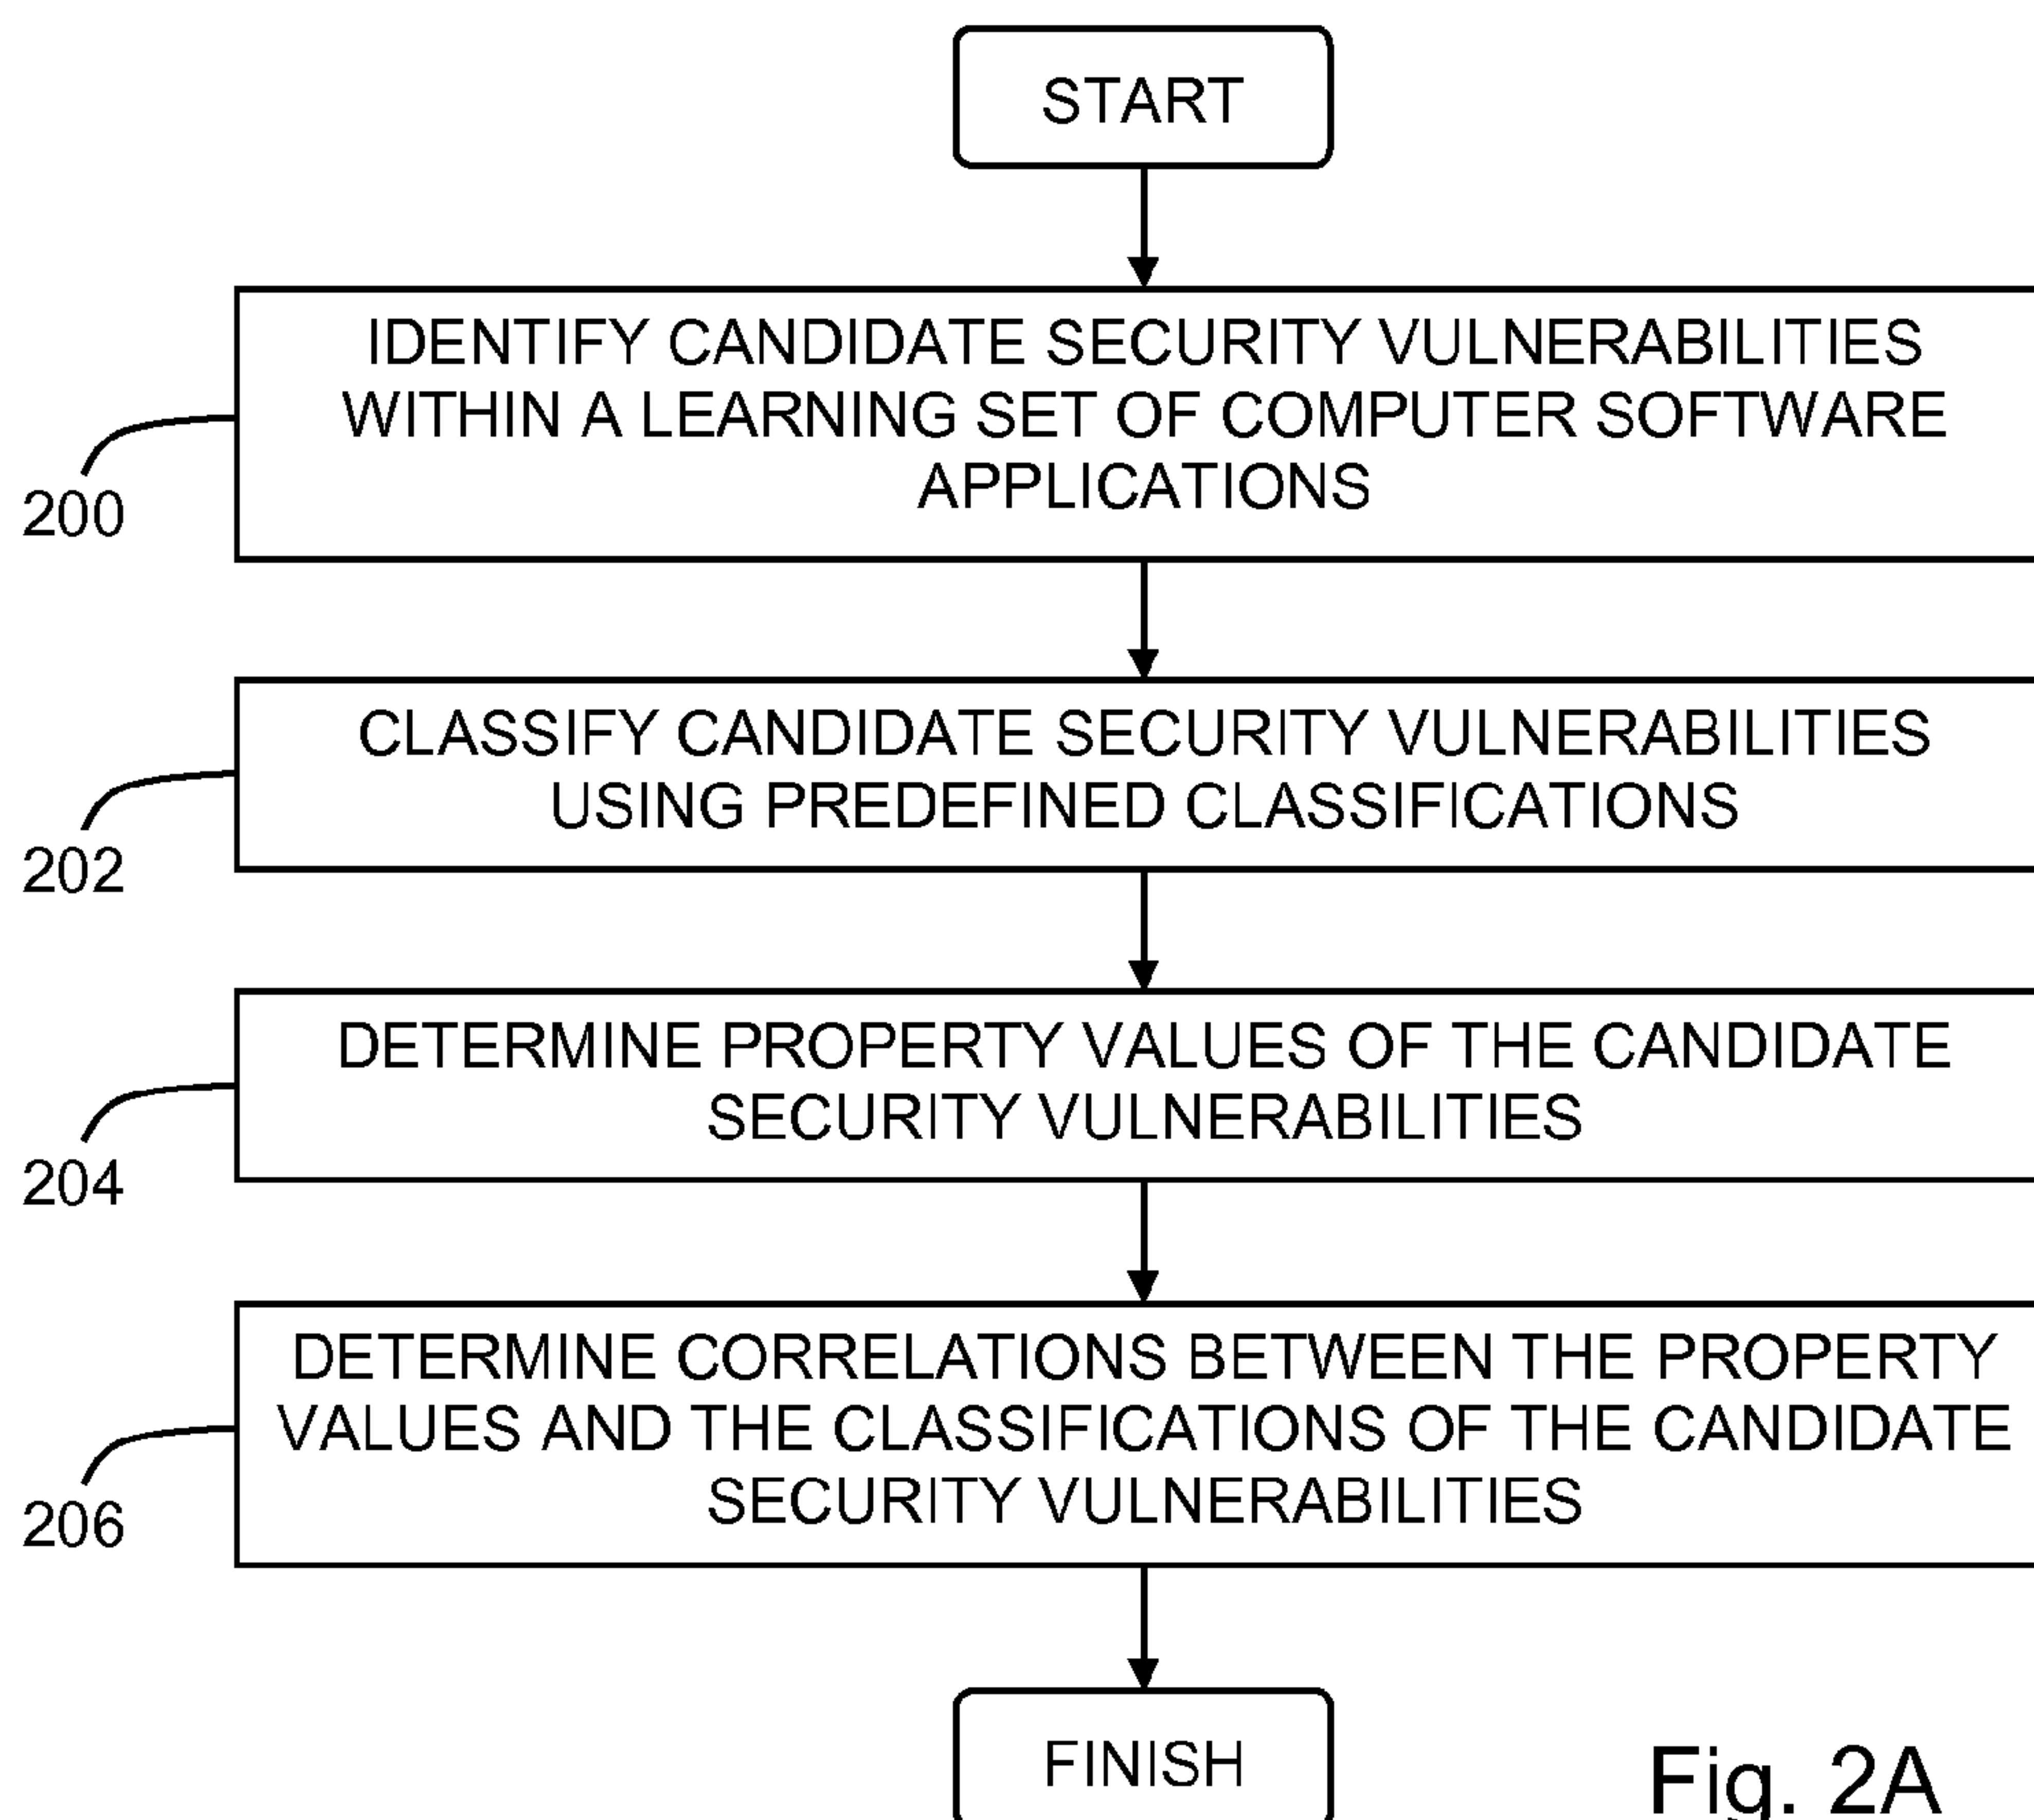 START
IDENTIFY CANDIDATE SECURITY VULNERABILITIES
WITHIN A LEARNING SET OF COMPUTER SOFTWARE
APPLICATIONS
200
CLASSIFY CANDIDATE SECURITY VULNERABILITIES
USING PREDEFINED CLASSIFICATIONS
202
DETERMINE PROPERTY VALUES OF THE CANDIDATE
SECURITY VULNERABILITIES
204
DETERMINE CORRELATIONS BETWEEN THE PROPERTY
VALUES AND THE CLASSIFICATIONS OF THE CANDIDATE
SECURITY VULNERABILITIES
206
FINISH
Fig. 2A